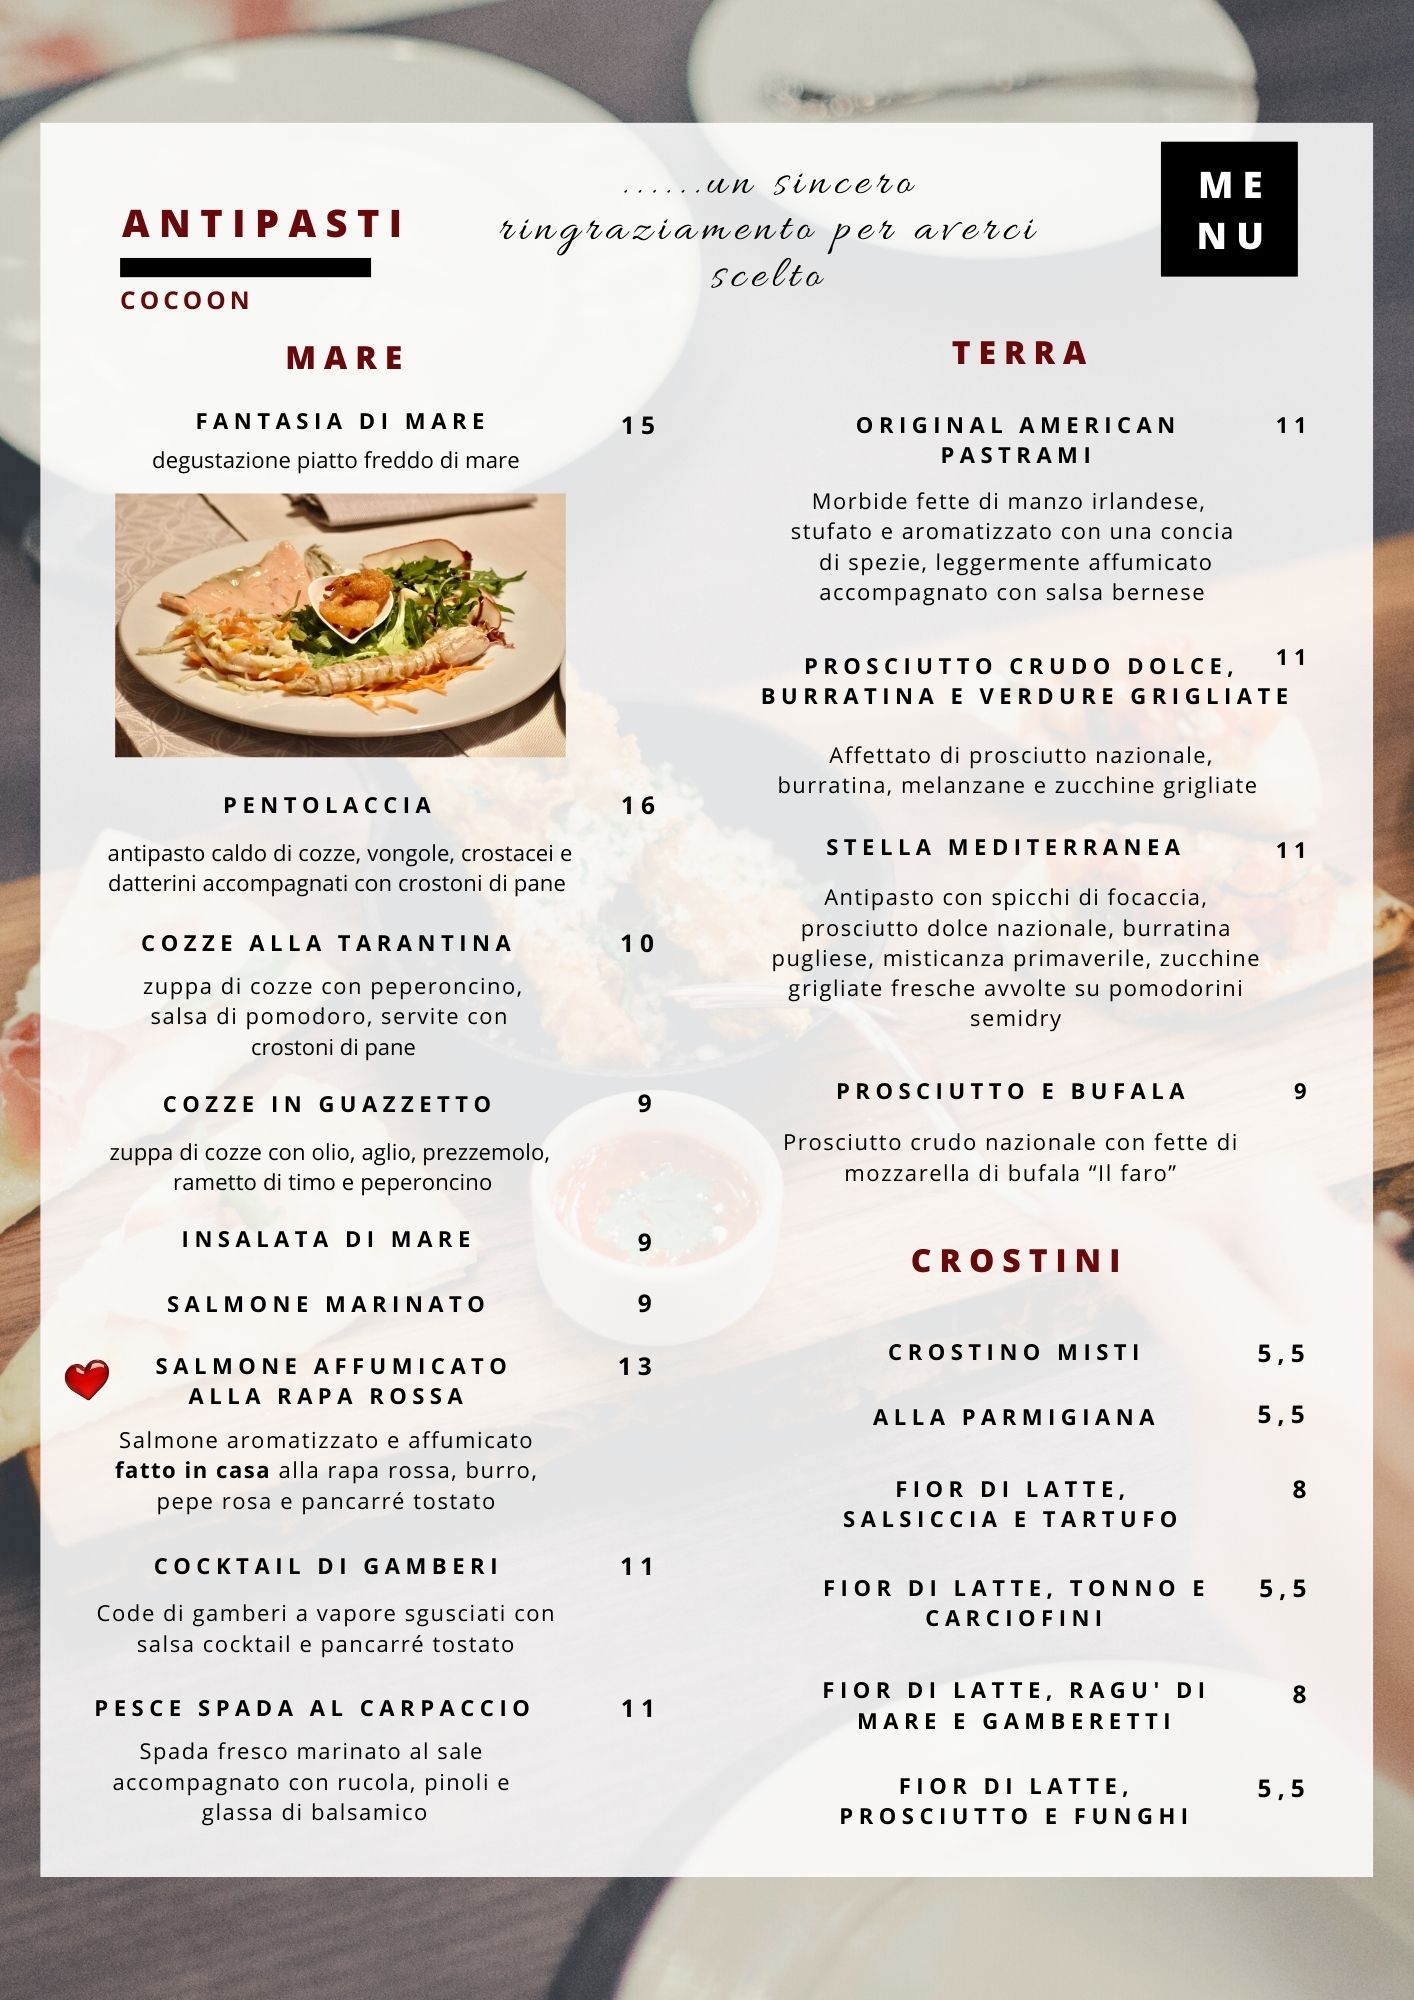 ANTIPASTI
COCOON
......un sincero
ringraziamento per averci
scelto
ME
NU
MARE
FANTASIA DI MARE 15
degustazione piatto freddo di mare
PENTOLACCIA 16
antipasto caldo di cozze, vongole, crostacei e
datterini accompagnati con crostoni di pane
COZZE ALLA TARANTINA 10
zuppa di cozze con peperoncino,
salsa di pomodoro, servite con
crostoni di pane
COZZE IN GUAZZETTO 9
zuppa di cozze con olio, aglio, prezzemolo,
rametto di timo e peperoncino
INSALATA DI MARE 9
SALMONE MARINATO 9
SALMONE AFFUMICATO 13
ALLA RAPA ROSSA
Salmone aromatizzato e affumicato
fatto in casa alla rapa rossa, burro,
pepe rosa e pancarré tostato
COCKTAIL DI GAMBERI 11
Code di gamberi a vapore sgusciati con
salsa cocktail e pancarré tostato
PESCE SPADA AL CARPACCIO 11
Spada fresco marinato al sale
accompagnato con rucola, pinoli e
glassa di balsamico
TERRA
ORIGINAL AMERICAN 11
PASTRAMI
Morbide fette di manzo irlandese,
stufato e aromatizzato con una concia
di spezie, leggermente affumicato
accompagnato con salsa bernese
PROSCIUTTO CRUDO DOLCE, 11
BURRATINA E VERDURE GRIGLIATE
Affettato di prosciutto nazionale,
burratina, melanzane e zucchine grigliate
STELLA MEDITERRANEA 11
Antipasto con spicchi di focaccia,
prosciutto dolce nazionale, burratina
pugliese, misticanza primaverile, zucchine
grigliate fresche avvolte su pomodorini
semidry
PROSCIUTTO E BUFALA 9
Prosciutto crudo nazionale con fette di
mozzarella di bufala “Il faro”
CROSTINI
CROSTINO MISTI 5,5
ALLA PARMIGIANA 5,5
FIOR DI LATTE, 8
SALSICCIA E TARTUFO
FIOR DI LATTE, TONNO E 5,5
CARCIOFINI
FIOR DI LATTE, RAGU' DI 8
MARE E GAMBERETTI
FIOR DI LATTE, 5,5
PROSCIUTTO E FUNGHI